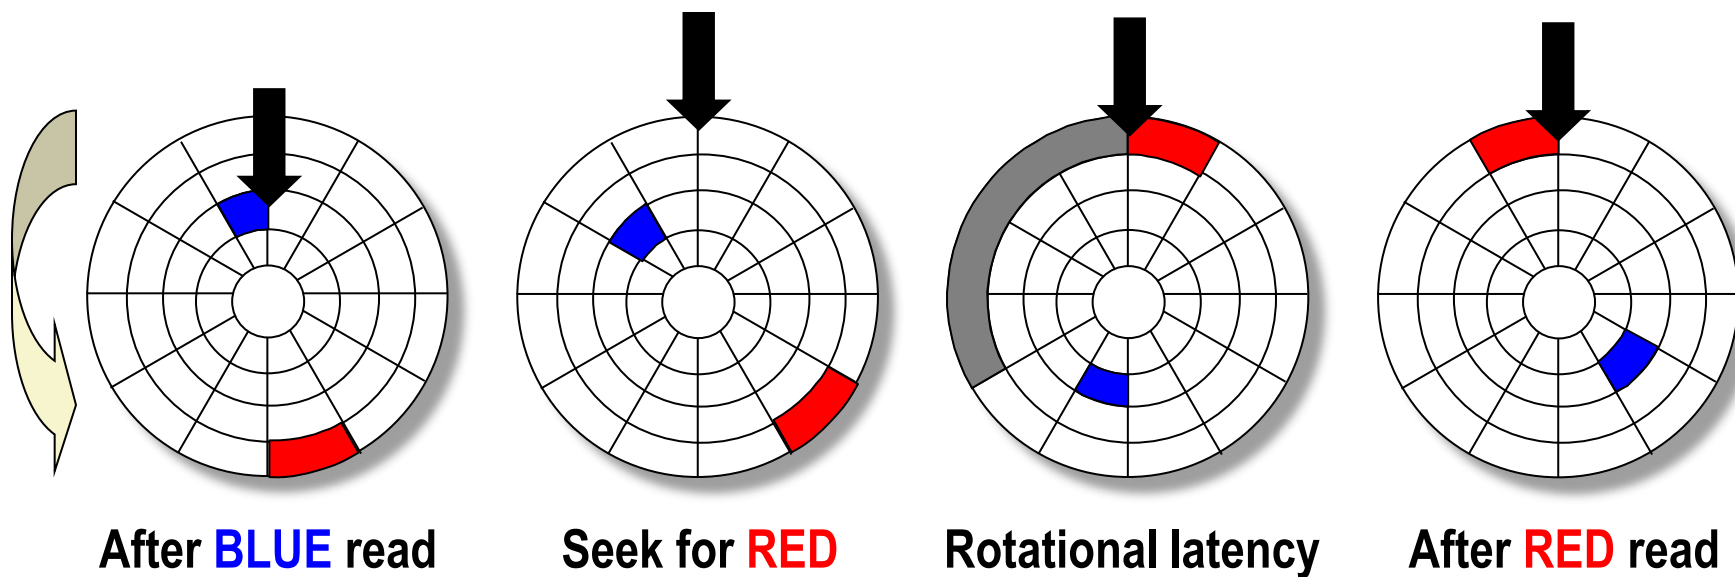 After BLUE read
Seek for RED
Rotational latency
After RED read